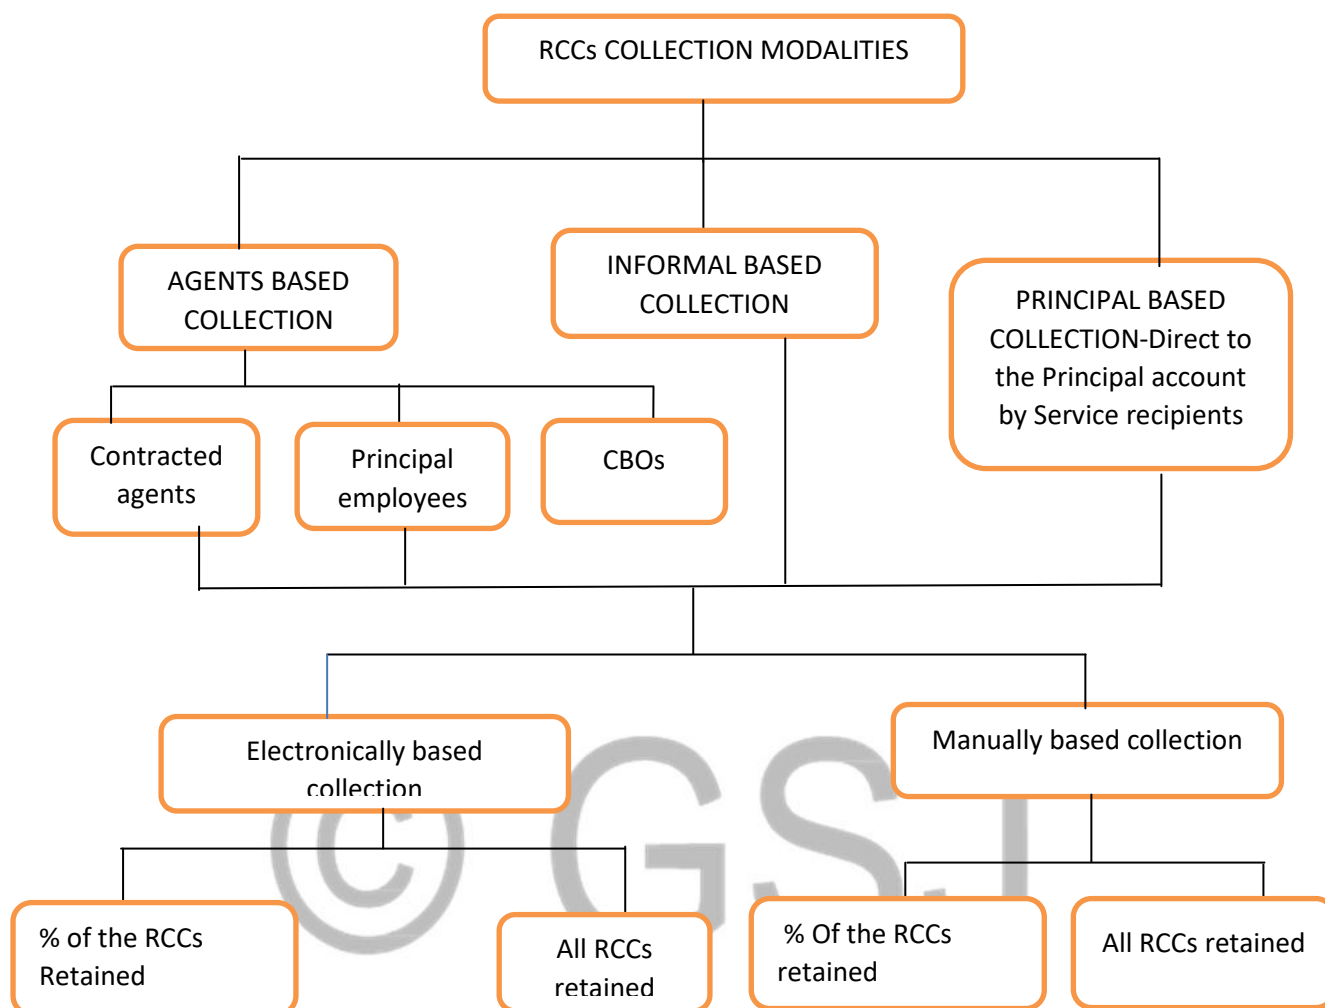 RCCs COLLECTION MODALITIES
AGENTS BASED
COLLECTION
INFORMAL BASED
COLLECTION
PRINCIPAL BASED
COLLECTION-Direct to
the Principal account
by Service recipients
Contracted
agents
Principal
employees
CBOs
Electronically based
collection
Manually based collection
% of the RCCs
Retained
All RCCs
retained
% Of the RCCs
retained
All RCCs retained
© GSJ